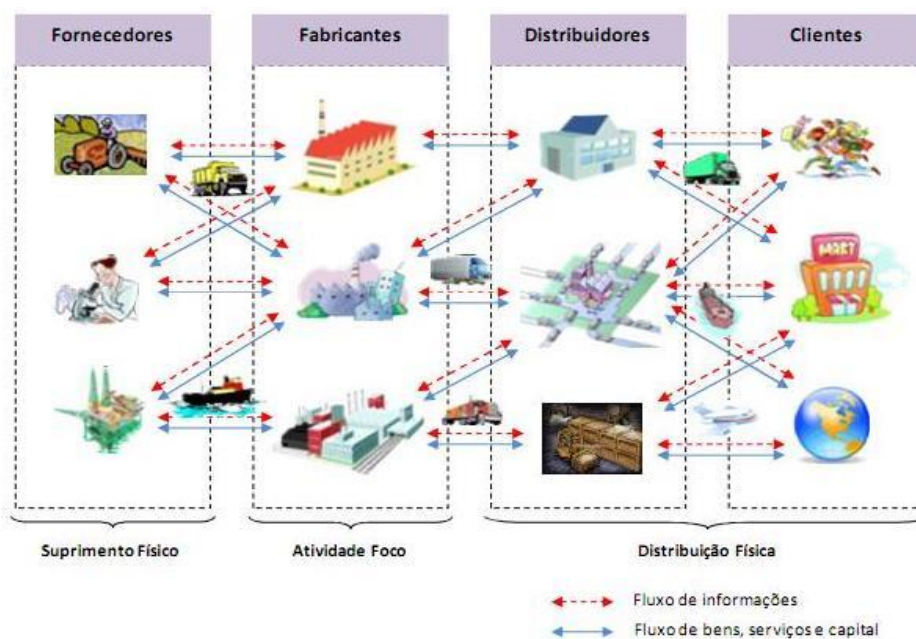 Fornecedores
Fabricantes
Distribuidores
Clientes
MART
Suprimento Físico
Atividade Foco
Distribuição Física
Fluxo de informações
Fluxo de bens, serviços e capital